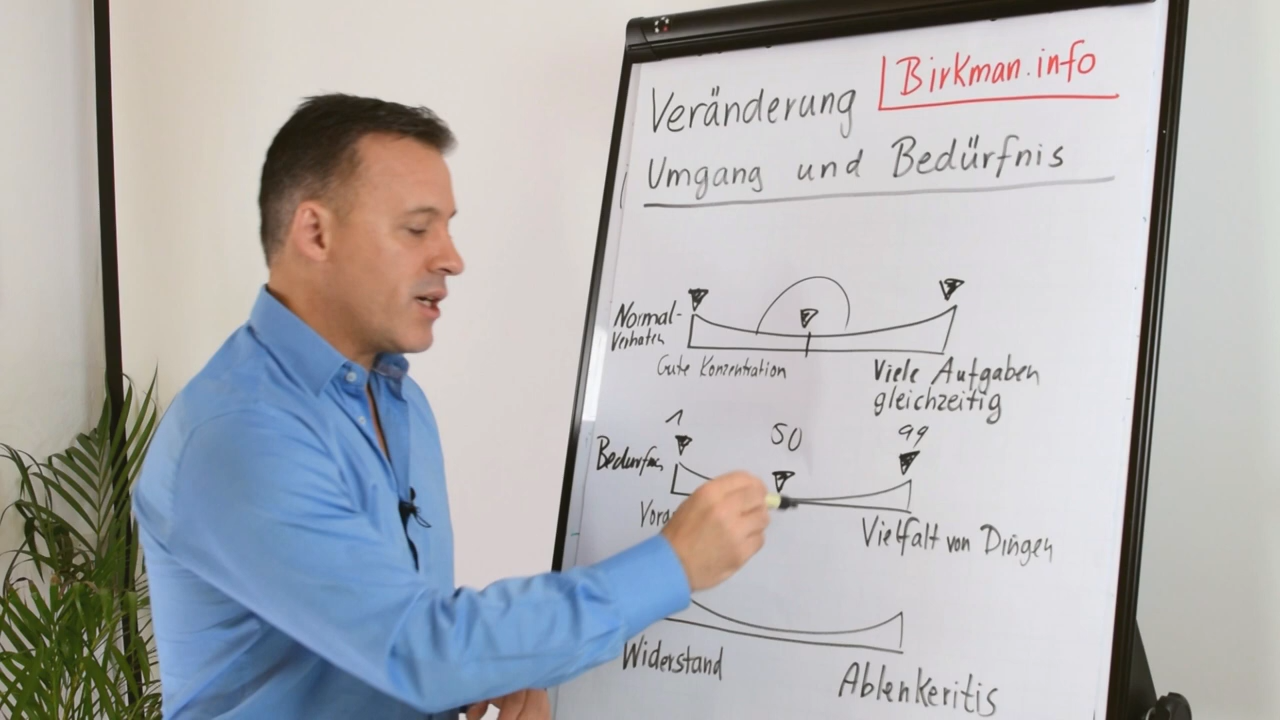 Birkman.info
Veränderung
Umgang und Bedürfnis
Normal-
Verhalten
Gute Konzentration
Viele Aufgaben
gleichzeitig
1
50
99
Bedürfnis
Vielfalt von Dingen
Widerstand
Ablenkeritis